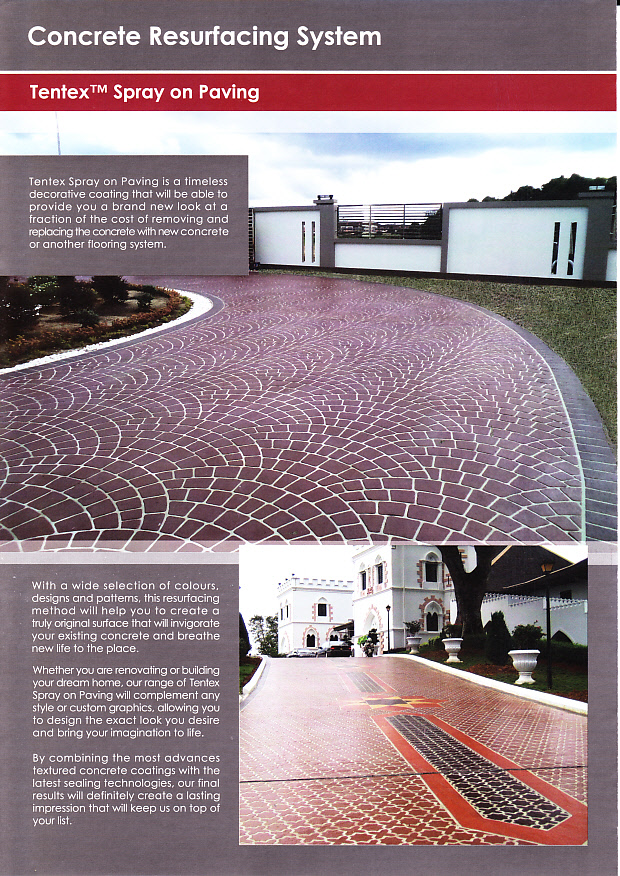 Concrete Resurfacing System
Tentex™ Spray on Paving
Tentex Spray on Paving is a timeless
decorative coating that will be able to
provide you a brand new look at a
fraction of the cost of removing and
replacing the concrete with new concrete
or another flooring system.
With a wide selection of colours,
designs and patterns, this resurfacing
method will help you to create a
truly original surface that will invigorate
your existing concrete and breathe
new life to the place.
Whether you are renovating or building
your dream home, our range of Tentex
Spray on Paving will complement any
style or custom graphics, allowing you
to design the exact look you desire
and bring your imagination to life.
By combining the most advances
textured concrete coatings with the
latest sealing technologies, our final
results will definitely create a lasting
impression that will keep us on top of
your list.